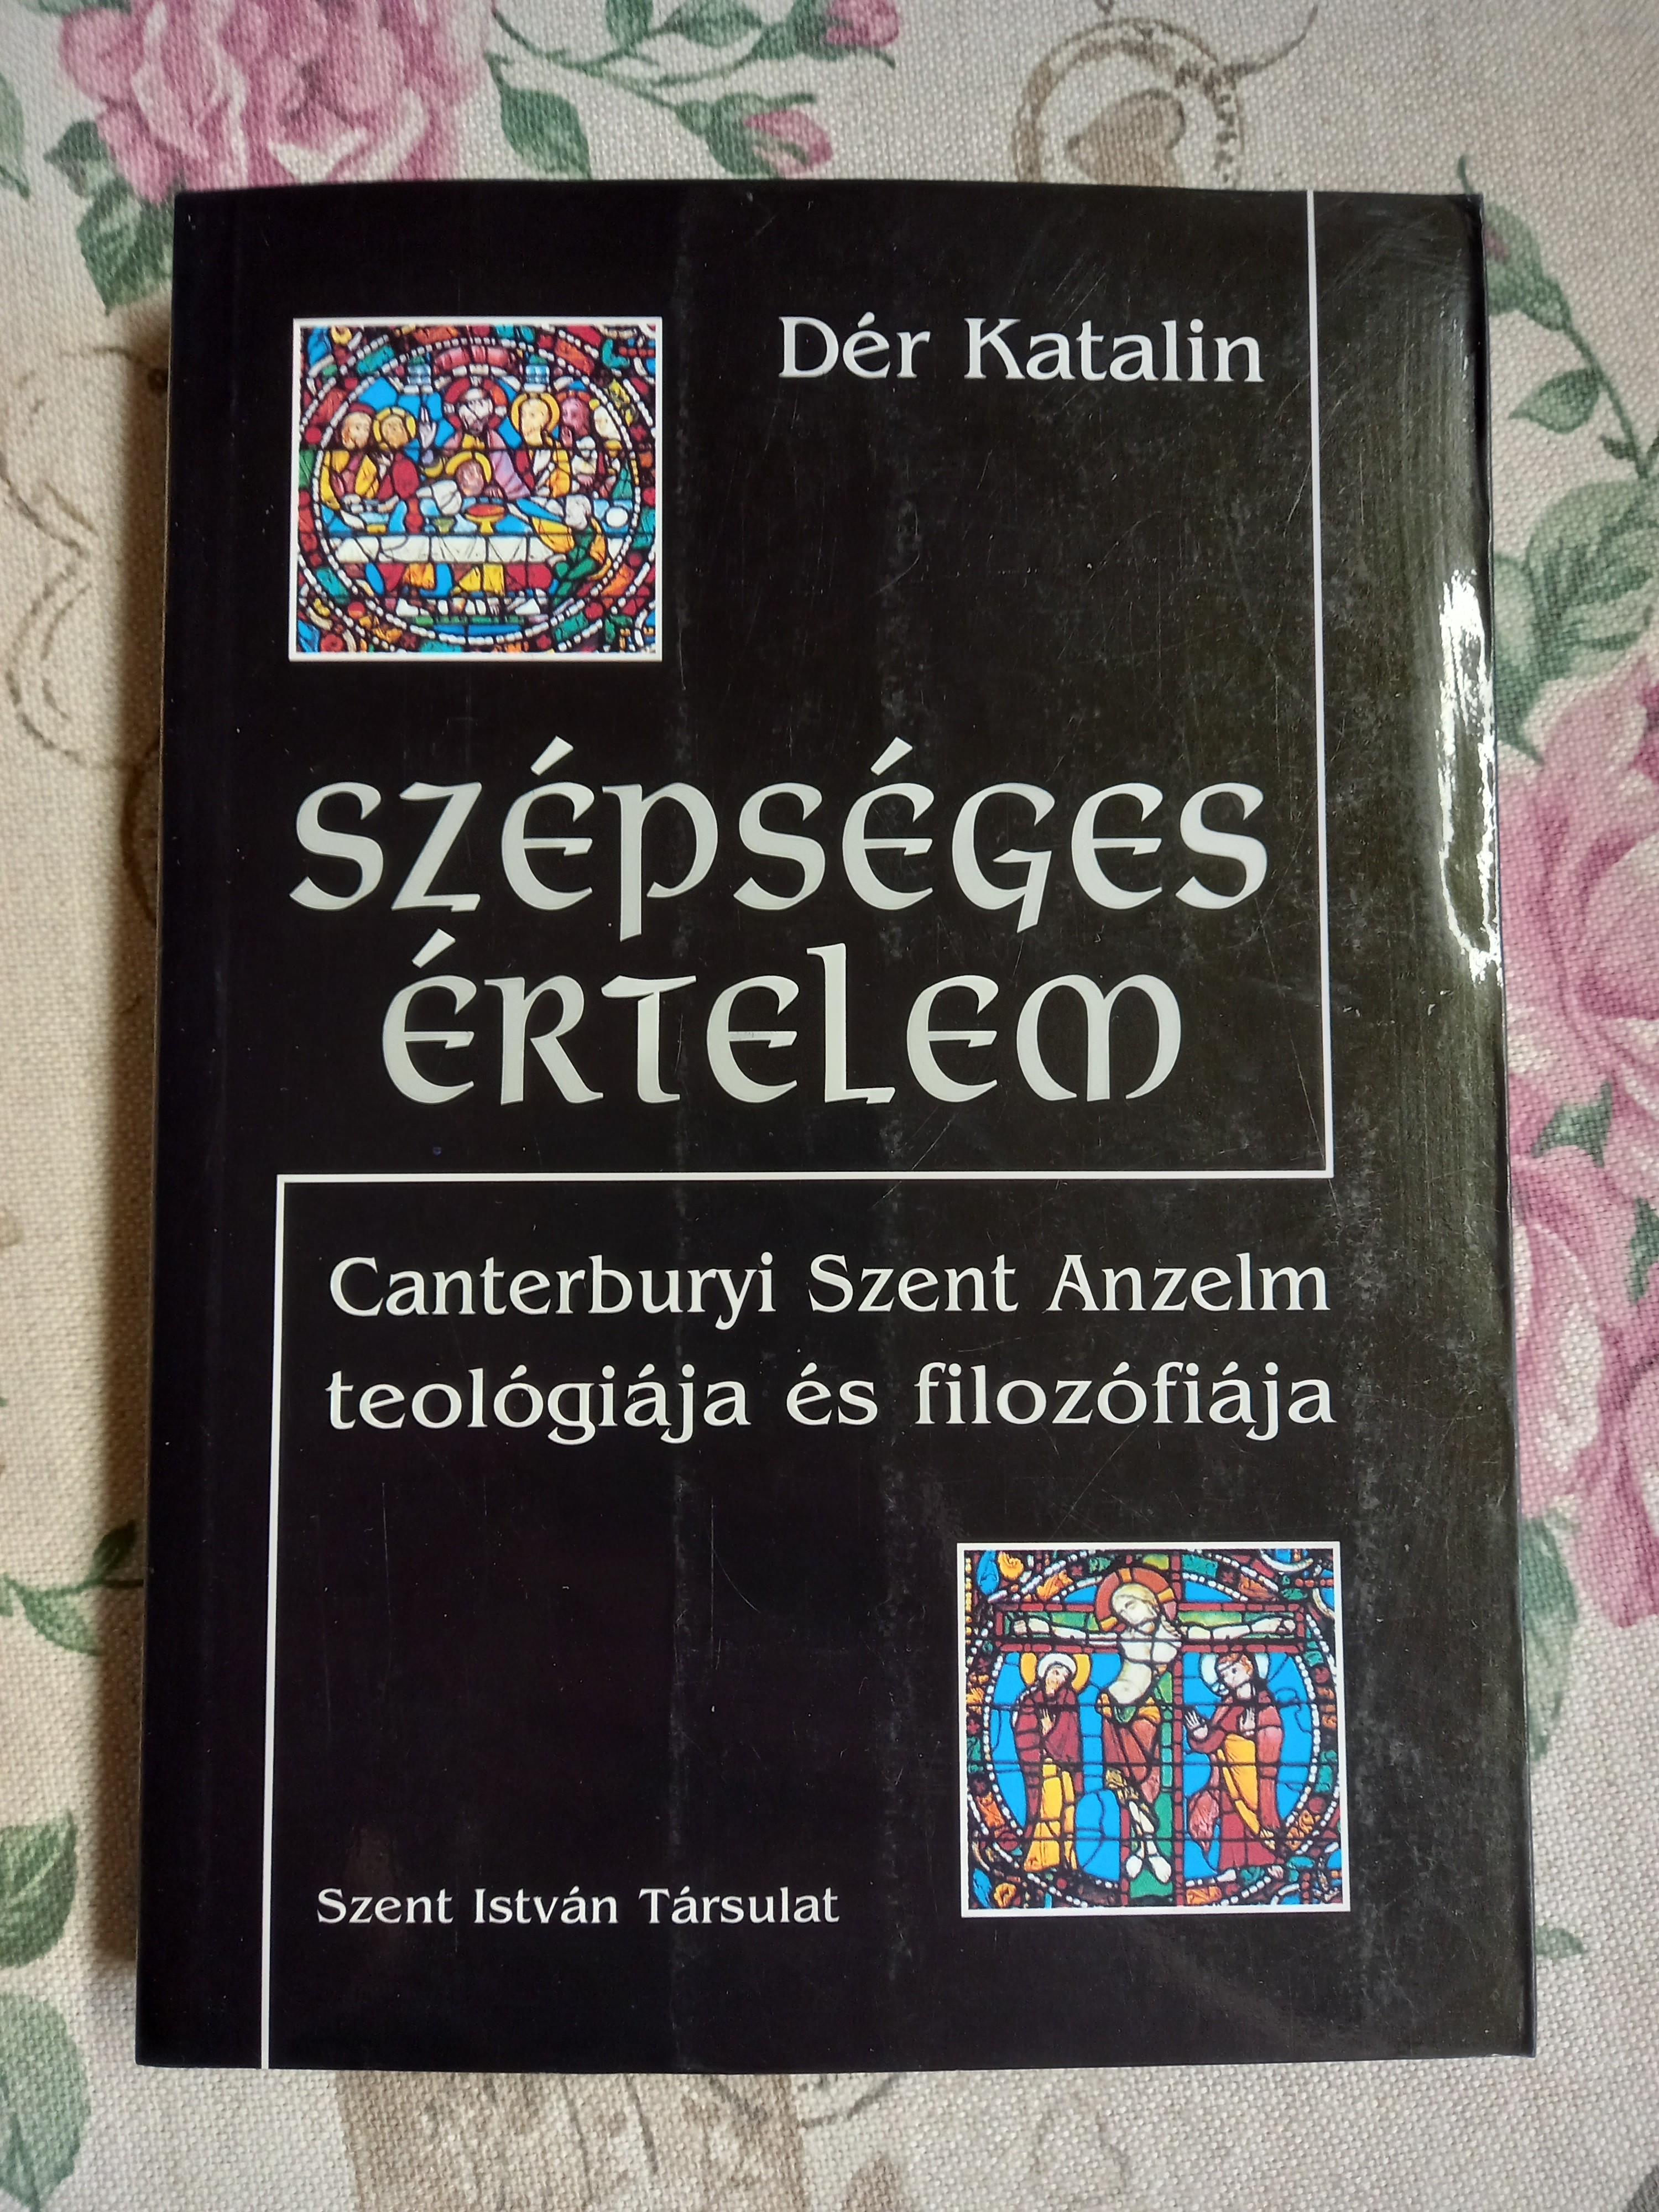 Dér Katalin
SZÉPSÉGES
ÉRTELEM
Canterburyi Szent Anzelm
teológiája és filozófiája
Szent István Társulat